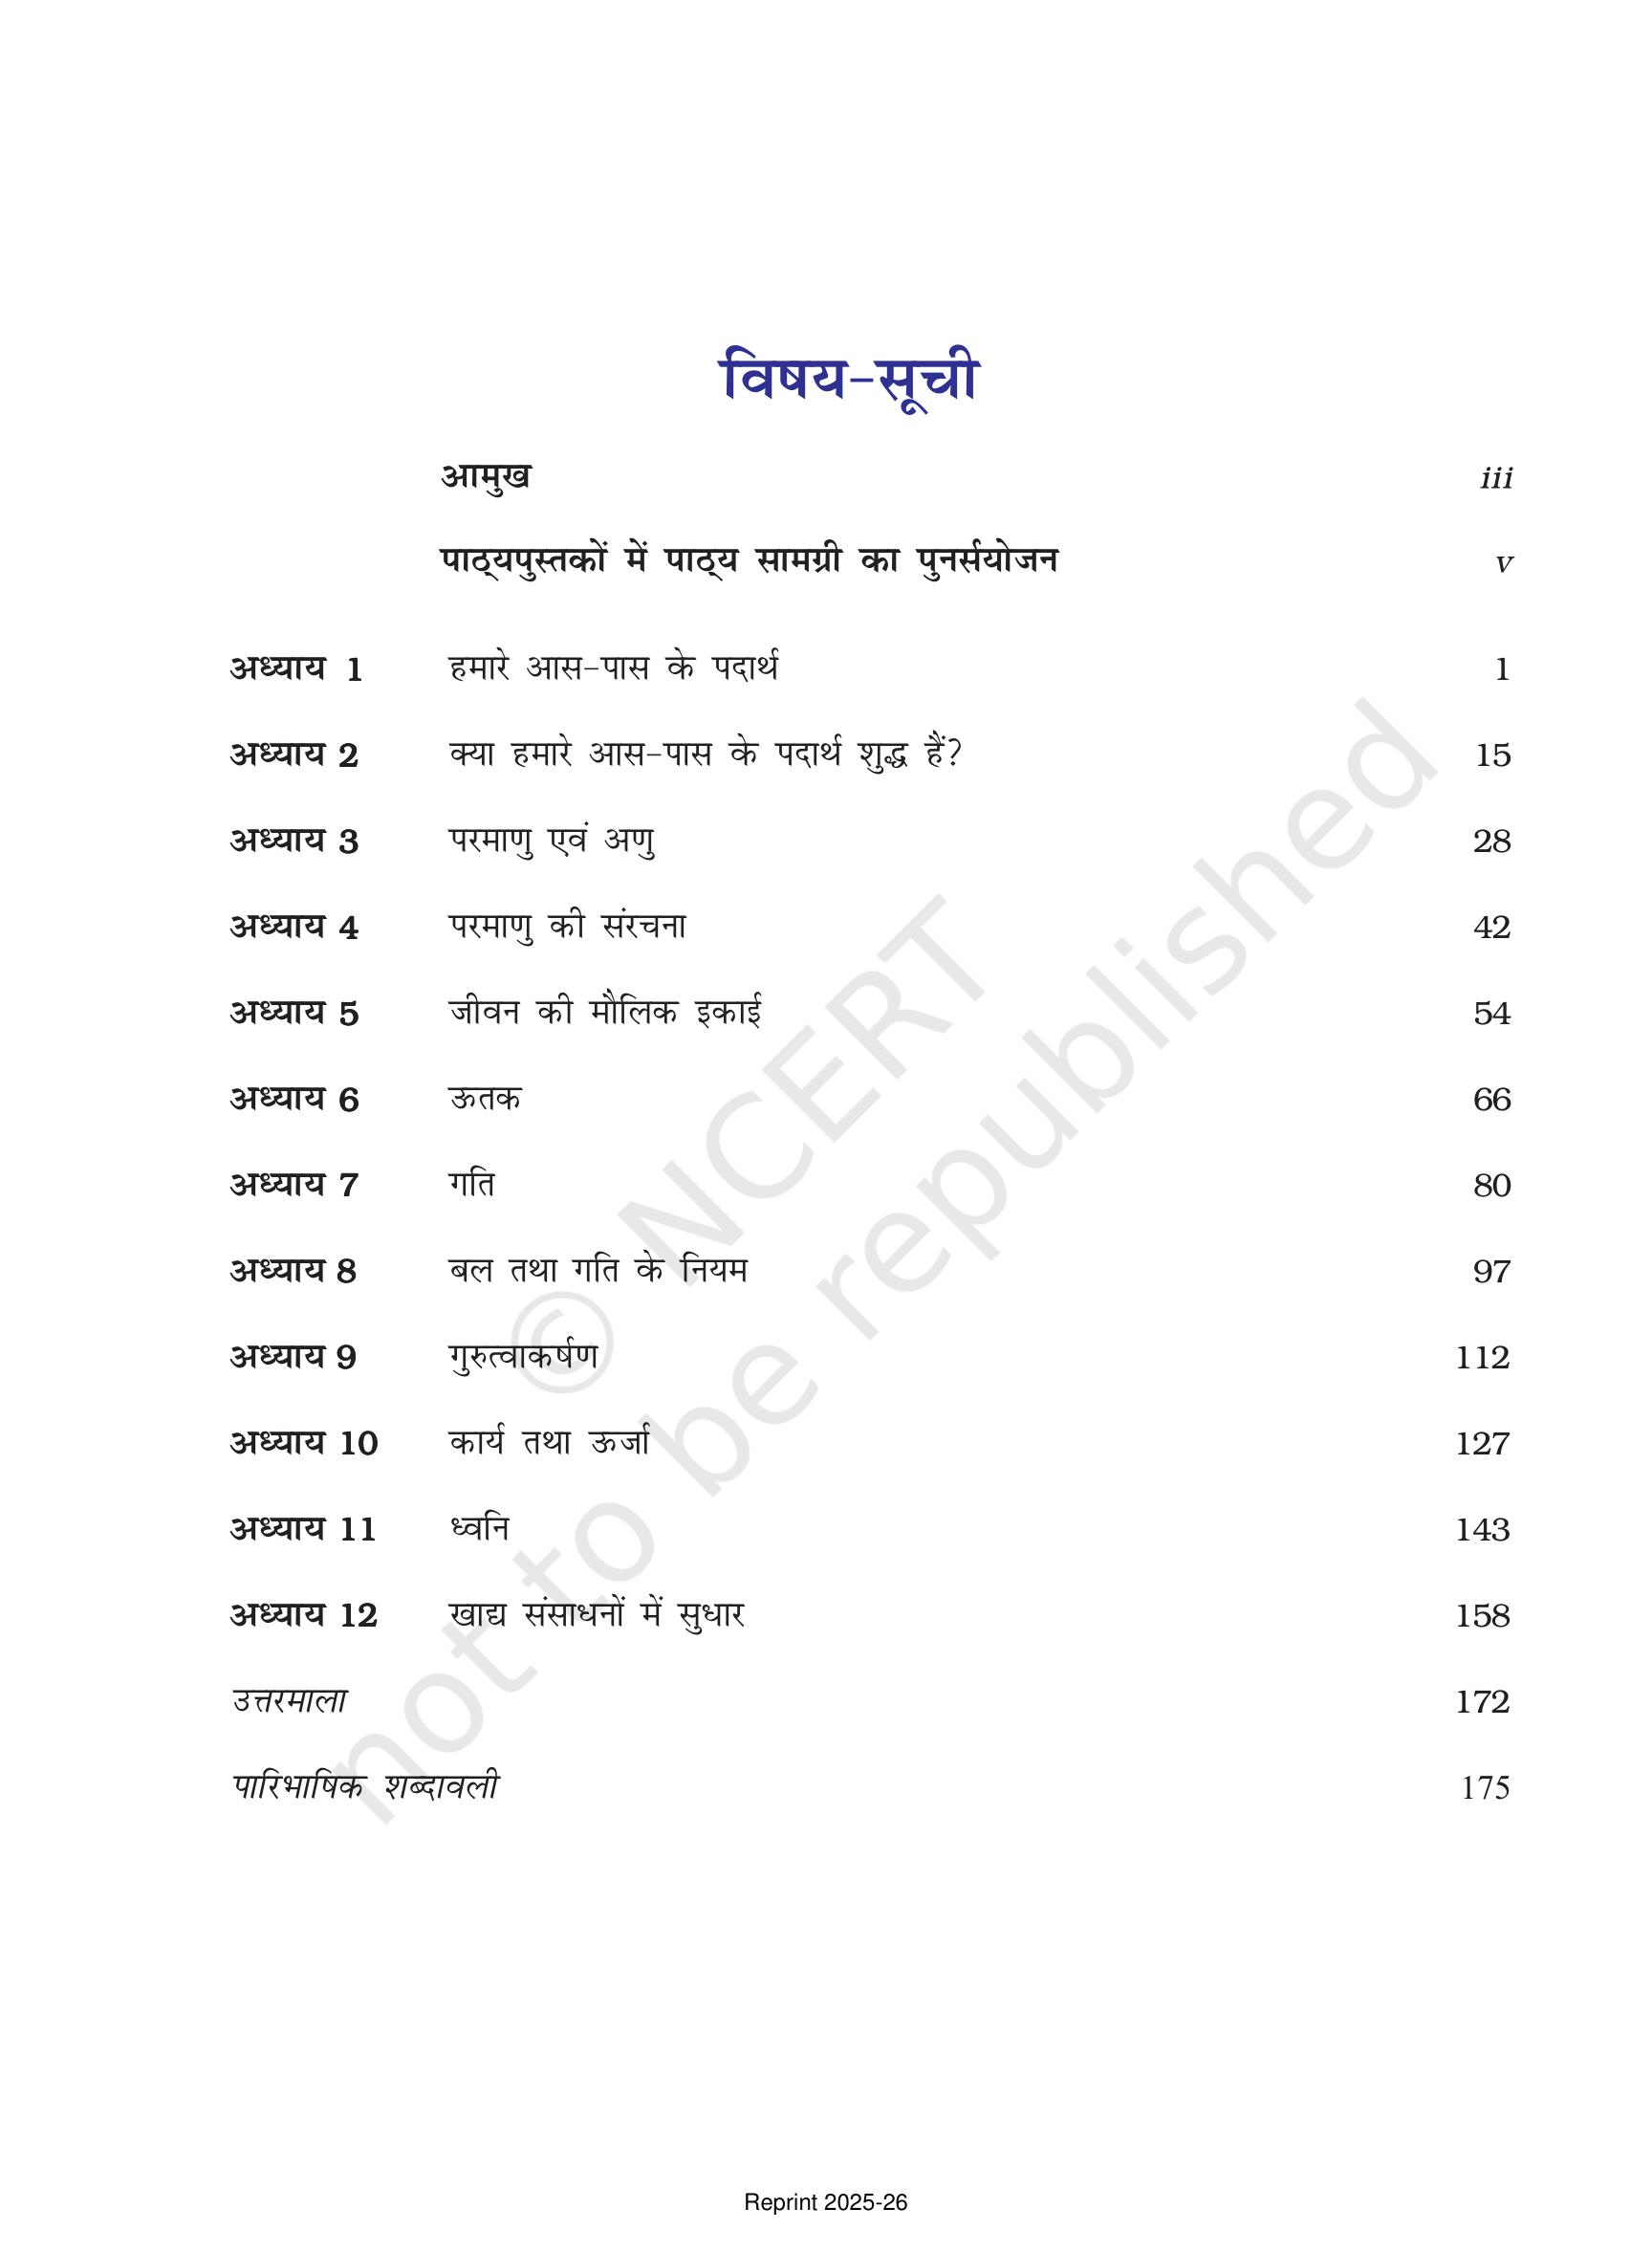 विषय-सूची
आमुख iii
पाठ्यपुस्तकों में पाठ्य सामग्री का पुनर्सयोजन v
अध्याय 1 हमारे आस-पास के पदार्थ 1
अध्याय 2 क्या हमारे आस-पास के पदार्थ शुद्ध हैं? 15
अध्याय 3 परमाणु एवं अणु 28
अध्याय 4 परमाणु की संरचना 42
अध्याय 5 जीवन की मौलिक इकाई 54
अध्याय 6 ऊतक 66
अध्याय 7 गति 80
अध्याय 8 बल तथा गति के नियम 97
अध्याय 9 गुरुत्वाकर्षण 112
अध्याय 10 कार्य तथा ऊर्जा 127
अध्याय 11 ध्वनि 143
अध्याय 12 खाद्य संसाधनों में सुधार 158
उत्तरमाला 172
पारिभाषिक शब्दावली 175
© NCERT
not to be republished
Reprint 2025-26